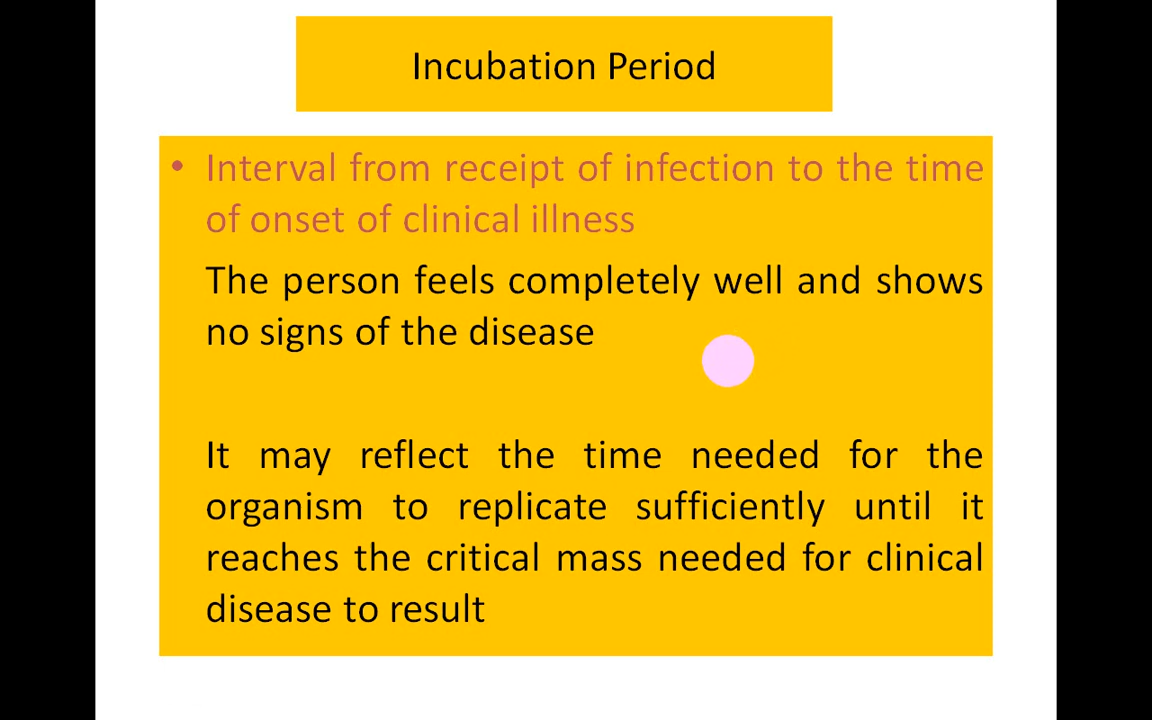 Incubation Period
• Interval from receipt of infection to the time
of onset of clinical illness
The person feels completely well and shows
no signs of the disease
It may reflect the time needed for the
organism to replicate sufficiently until it
reaches the critical mass needed for clinical
disease to result